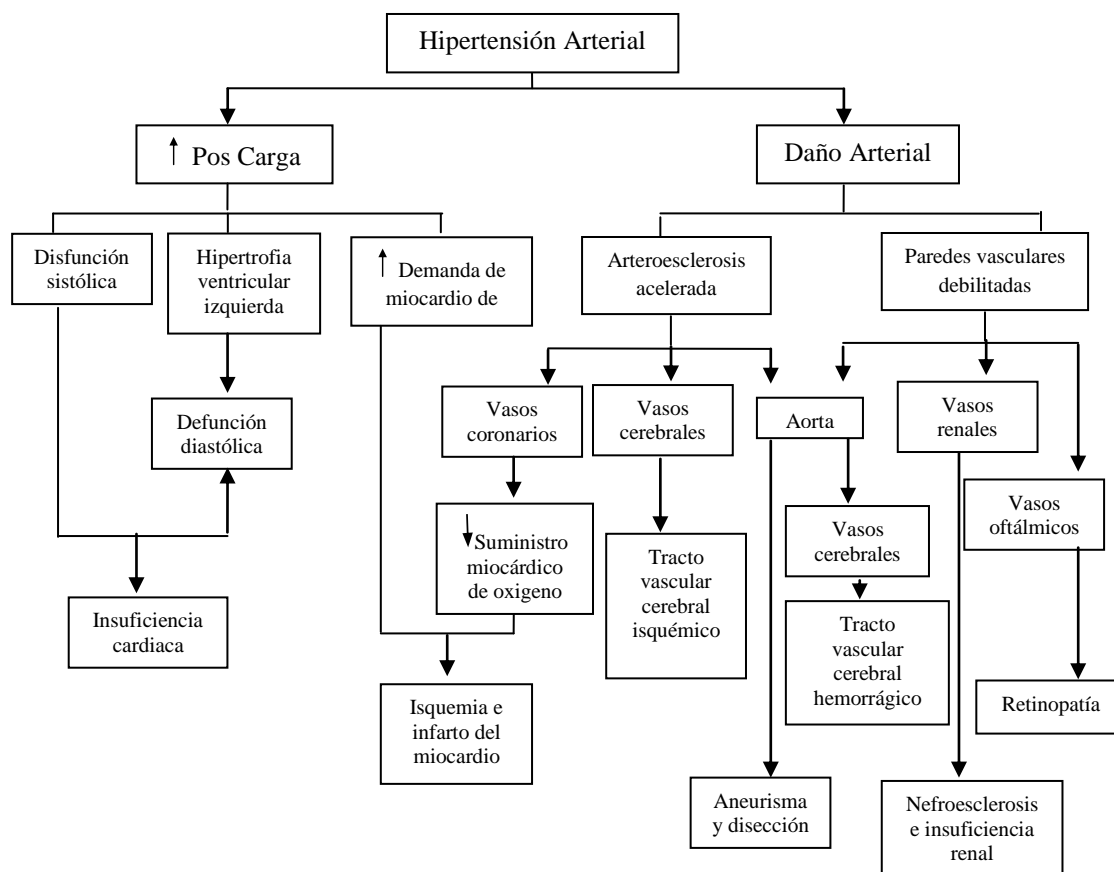 Hipertensión Arterial
↑ Pos Carga
Daño Arterial
Disfunción
sistólica
Hipertrofia
ventricular
izquierda
↑ Demanda de
miocardio de
Arteroesclerosis
acelerada
Paredes vasculares
debilitadas
Defunción
diastólica
Vasos
coronarios
Vasos
cerebrales
Aorta
Vasos
renales
↓ Suministro
miocárdico
de oxigeno
Tracto
vascular
cerebral
isquémico
Vasos
cerebrales
Vasos
oftálmicos
Insuficiencia
cardiaca
Tracto
vascular
cerebral
hemorrágico
Isquemia e
infarto del
miocardio
Retinopatía
Aneurisma
y disección
Nefroesclerosis
e insuficiencia
renal